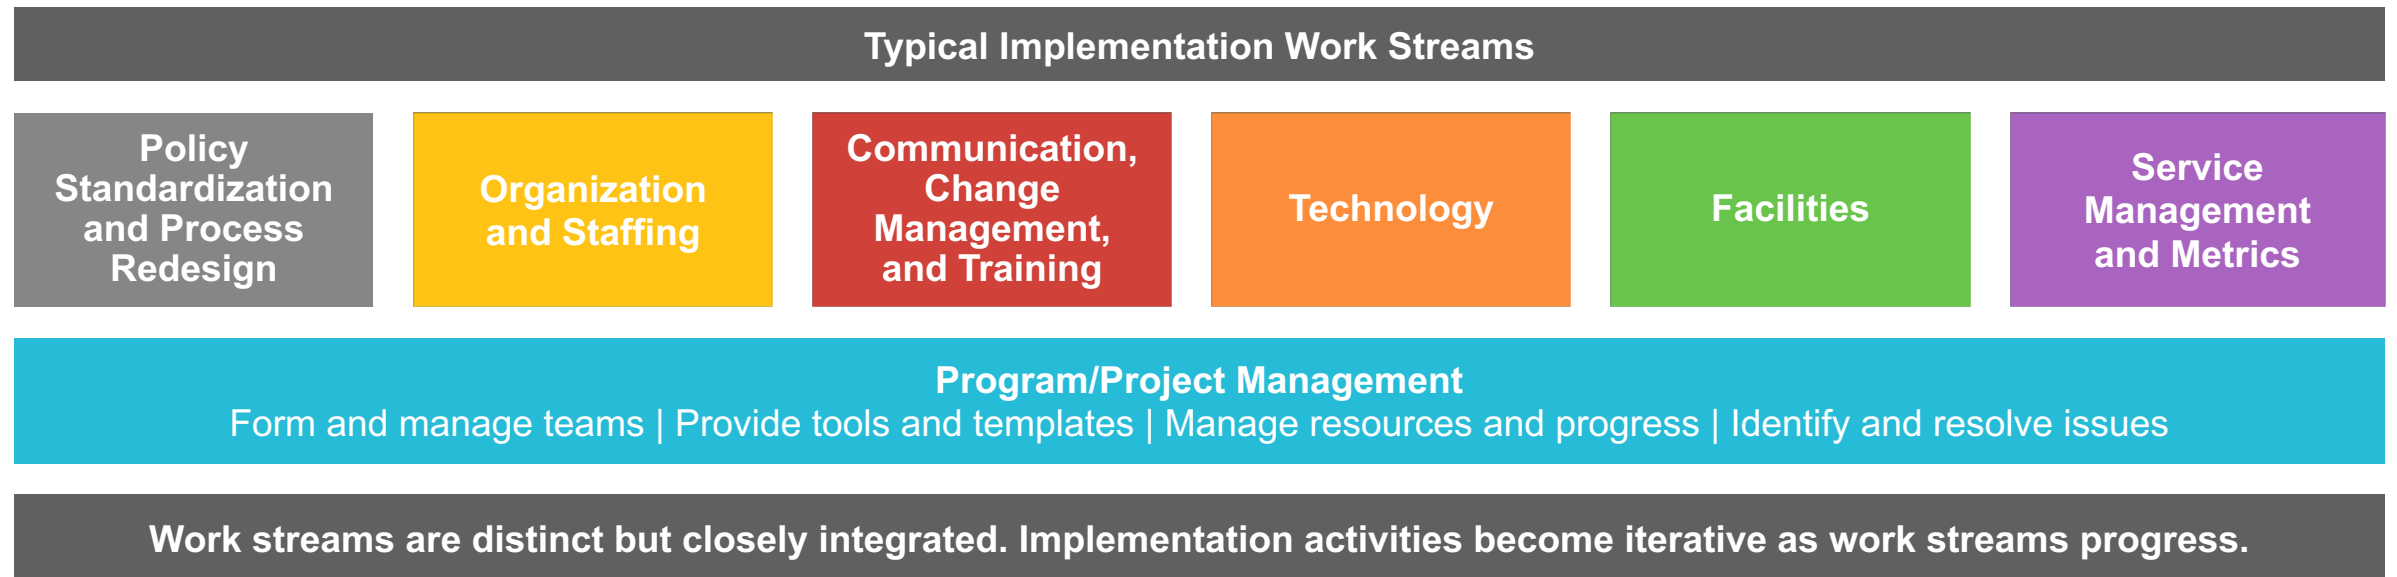 Typical Implementation Work Streams
Policy
Standardization
and Process
Redesign
Organization
and Staffing
Communication,
Change
Management,
and Training
Technology
Facilities
Service
Management
and Metrics
Program/Project Management
Form and manage teams | Provide tools and templates | Manage resources and progress | Identify and resolve issues
Work streams are distinct but closely integrated. Implementation activities become iterative as work streams progress.